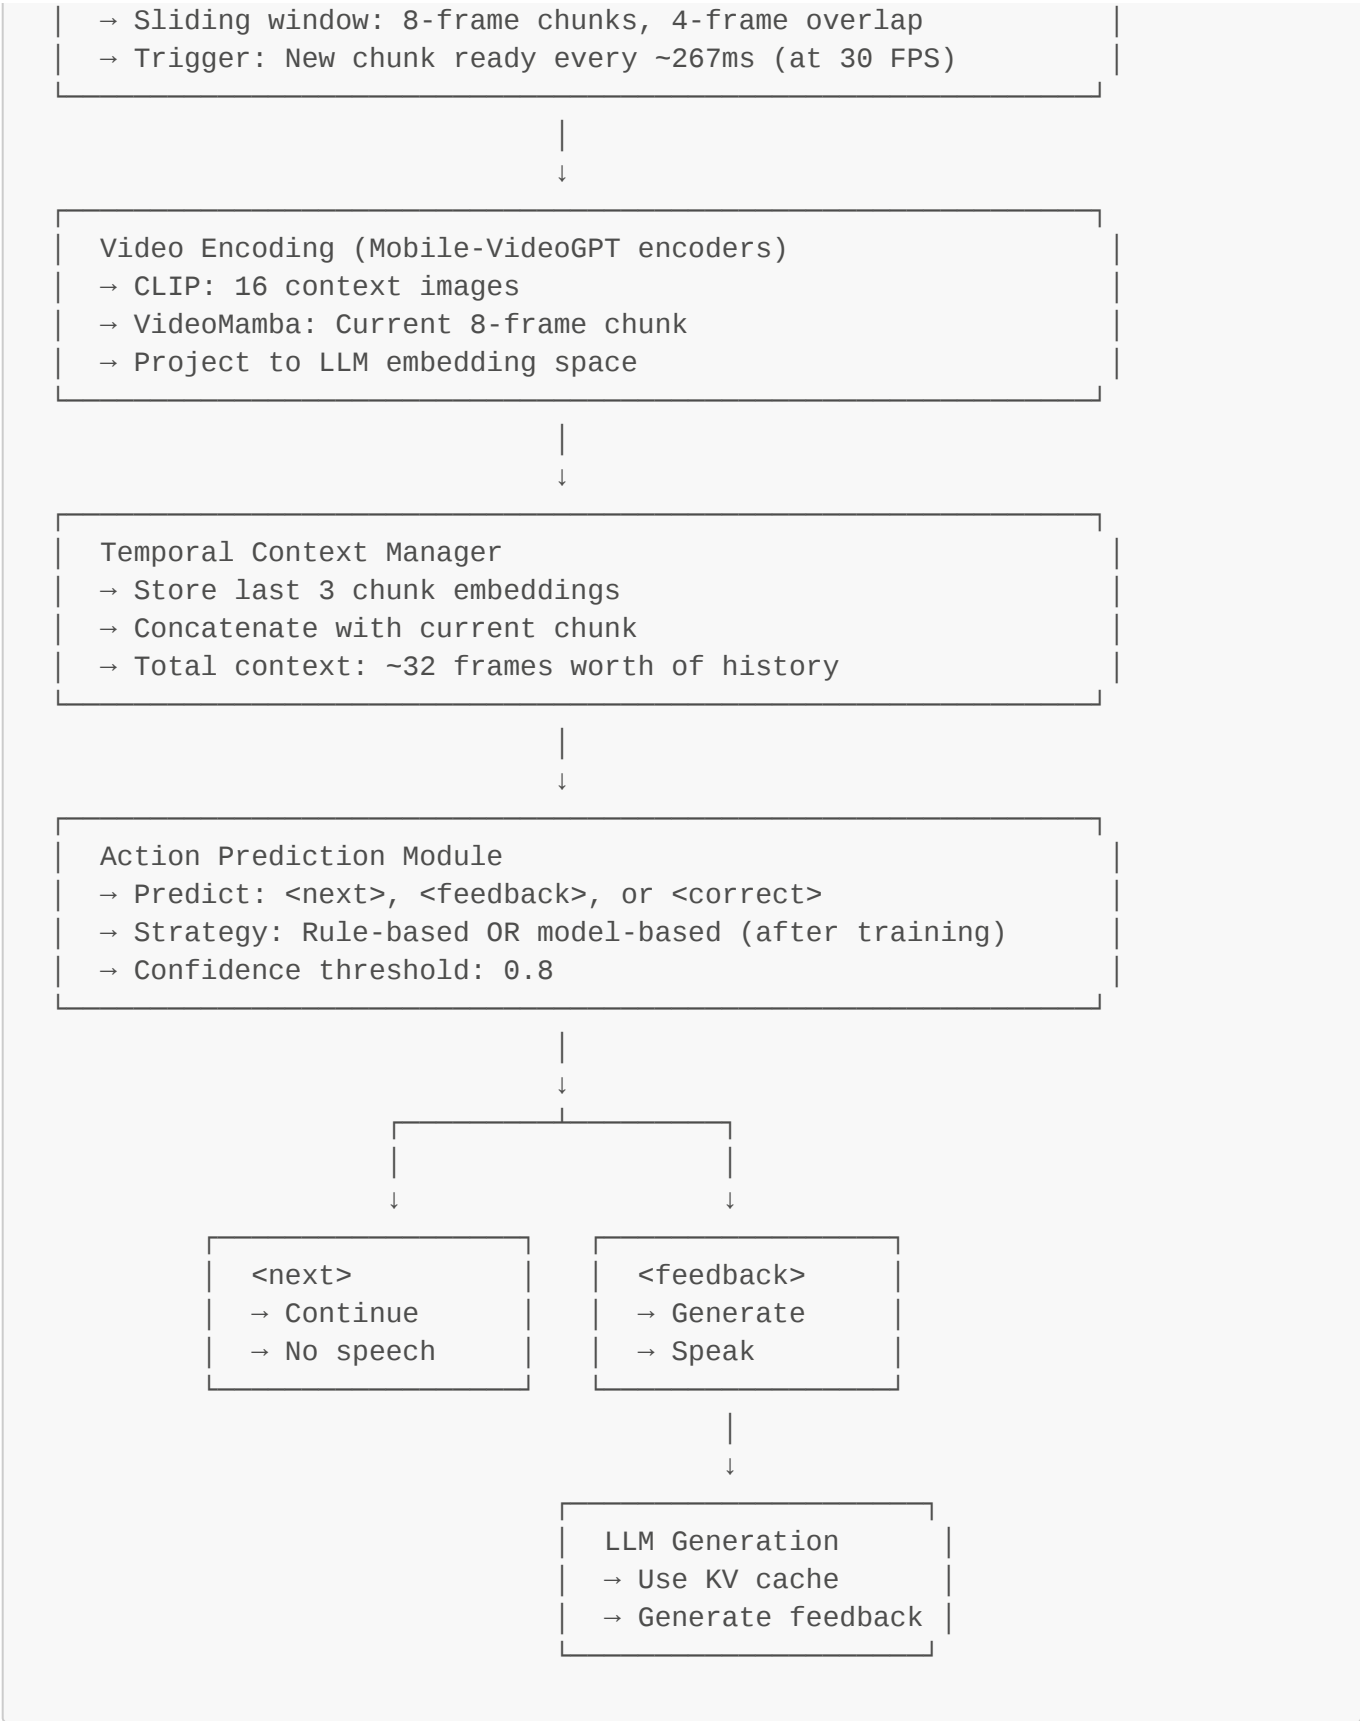 → Sliding window: 8-frame chunks, 4-frame overlap
→ Trigger: New chunk ready every ~267ms (at 30 FPS)
↓
Video Encoding (Mobile-VideoGPT encoders)
→ CLIP: 16 context images
→ VideoMamba: Current 8-frame chunk
→ Project to LLM embedding space
↓
Temporal Context Manager
→ Store last 3 chunk embeddings
→ Concatenate with current chunk
→ Total context: ~32 frames worth of history
↓
Action Prediction Module
→ Predict: <next>, <feedback>, or <correct>
→ Strategy: Rule-based OR model-based (after training)
→ Confidence threshold: 0.8
↓
↓ ↓
<next>
→ Continue
→ No speech
<feedback>
→ Generate
→ Speak
↓
LLM Generation
→ Use KV cache
→ Generate feedback